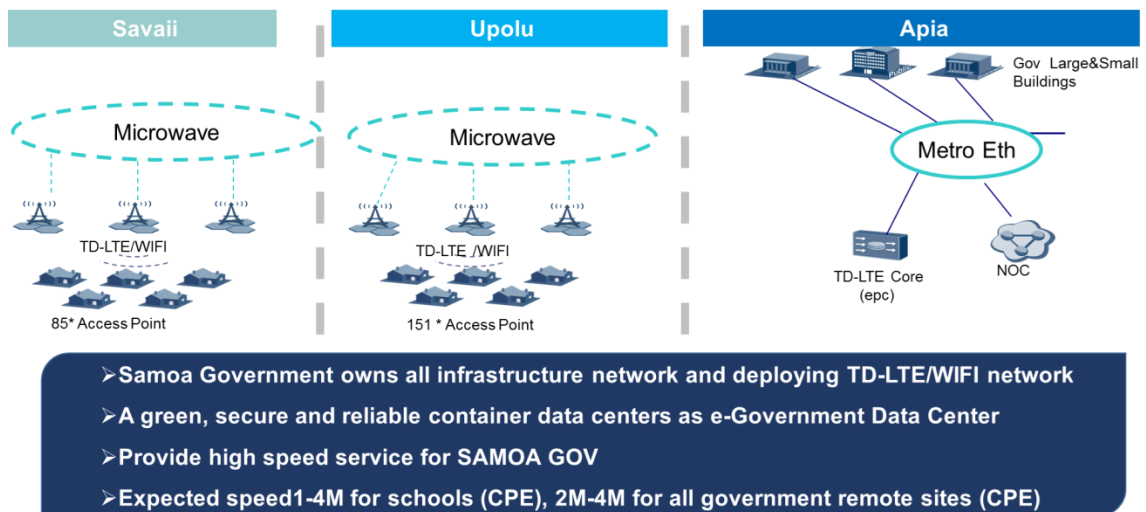 Savaii
Upolu
Apia
Microwave
TD-LTE/WIFI
85* Access Point
Microwave
TD-LTE /WIFI
151 * Access Point
Public
Gov Large&Small
Buildings
Metro Eth
TD-LTE Core
(epc)
NOC
➢Samoa Government owns all infrastructure network and deploying TD-LTE/WIFI network
➢A green, secure and reliable container data centers as e-Government Data Center
➢Provide high speed service for SAMOA GOV
➢Expected speed1-4M for schools (CPE), 2M-4M for all government remote sites (CPE)